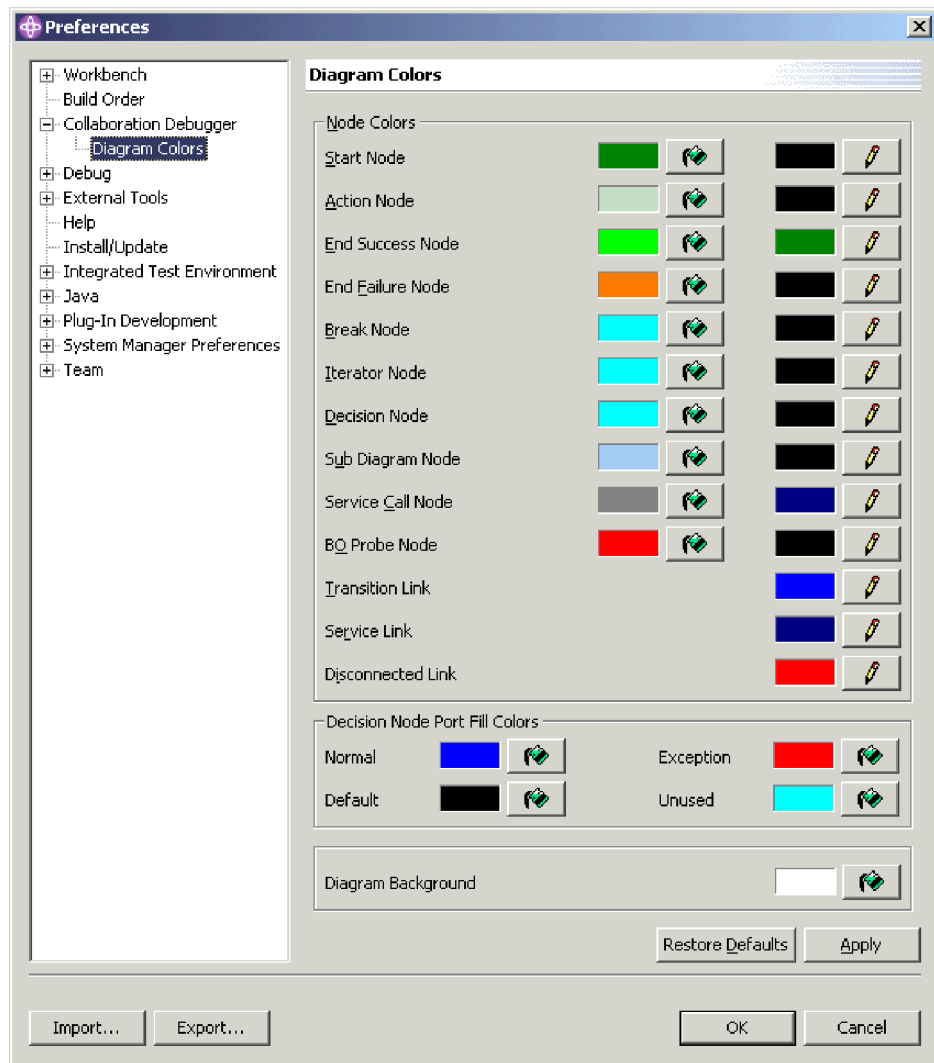 Preferences
Workbench
Build Order
Collaboration Debugger
Diagram Colors
Debug
External Tools
Help
Install/Update
Integrated Test Environment
Java
Plug-In Development
System Manager Preferences
Team
Diagram Colors
Node Colors
Start Node
Action Node
End Success Node
End Failure Node
Break Node
Iterator Node
Decision Node
Sub Diagram Node
Service Call Node
BO Probe Node
Transition Link
Service Link
Disconnected Link
Decision Node Port Fill Colors
Normal
Exception
Default
Unused
Diagram Background
Restore Defaults
Apply
Import...
Export...
OK
Cancel